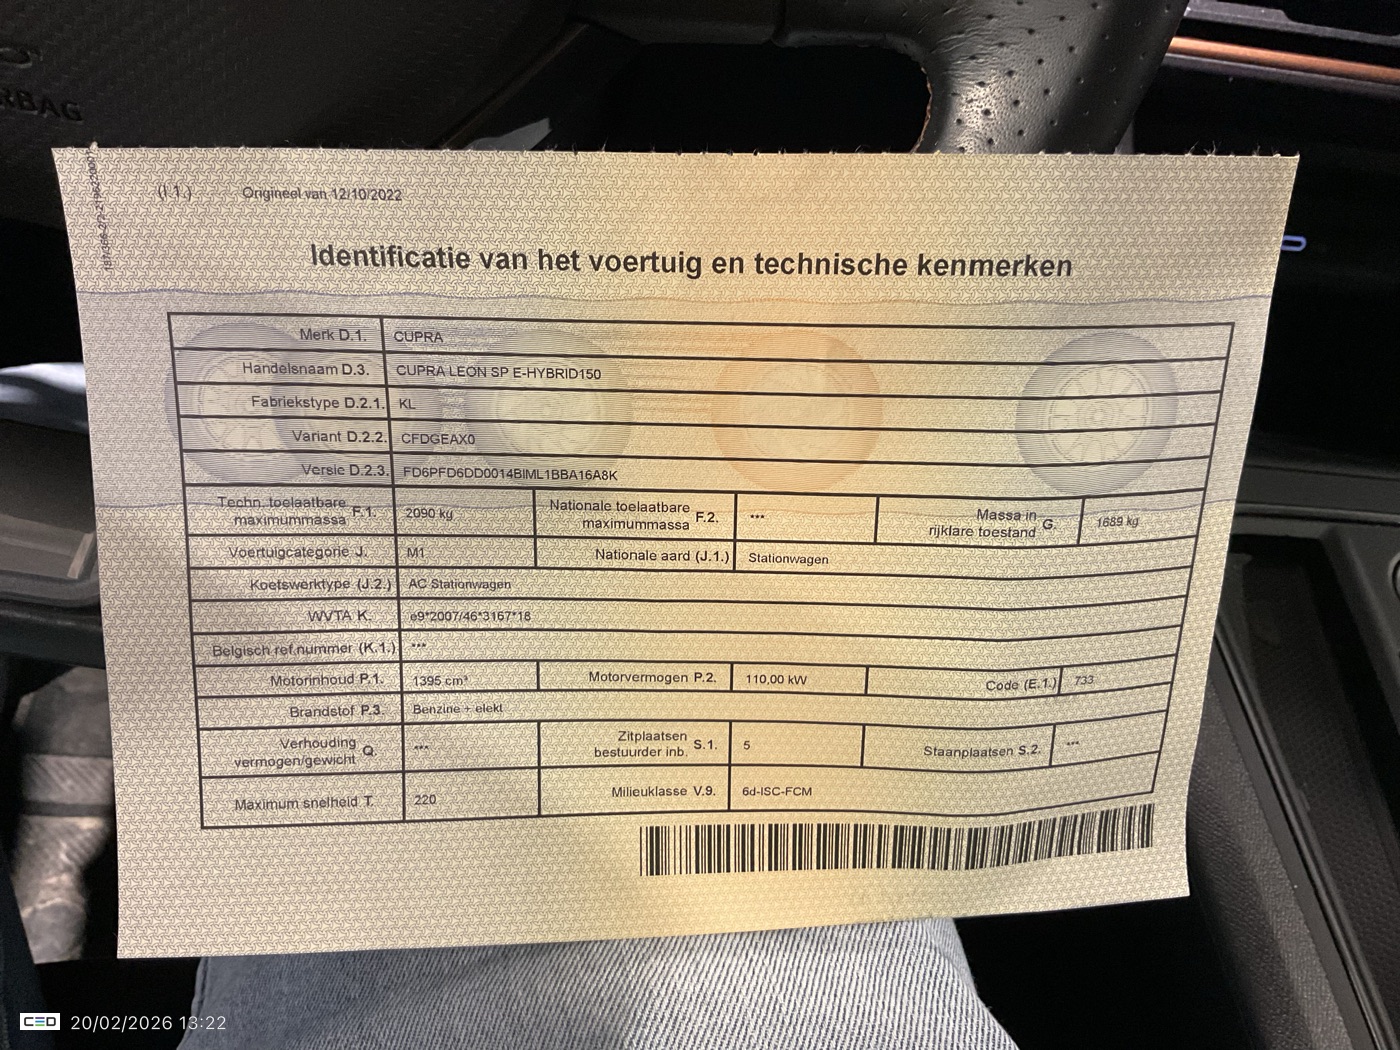 RBAG
(I.1.) Origineel van 12/10/2022
Identificatie van het voertuig en technische kenmerken
Merk D.1. CUPRA
Handelsnaam D.3. CUPRA LEON SP E-HYBRID150
Fabriekstype D.2.1. KL
Variant D.2.2. CFDGEAX0
Versie D.2.3. FD6PFD6DD0014BIML1BBA16A8K
Techn. toelaatbare maximummassa F.1. 2090 kg Nationale toelaatbare maximummassa F.2. *** Massa in rijklare toestand G. 1689 kg
Voertuigcategorie J. M1 Nationale aard (J.1.) Stationwagen
Koetswerktype (J.2.) AC Stationwagen
WVTA K. e9*2007/46*3167*18
Belgisch ref.nummer (K.1.) ***
Motorinhoud P.1. 1395 cm³ Motorvermogen P.2. 110,00 kW Code (E.1.) 733
Brandstof P.3. Benzine + elekt
Verhouding vermogen/gewicht Q. *** Zitplaatsen bestuurder inb. S.1. 5 Staanplaatsen S.2. ***
Maximum snelheid T. 220 Milieuklasse V.9. 6d-ISC-FCM
CED 20/02/2026 13:22